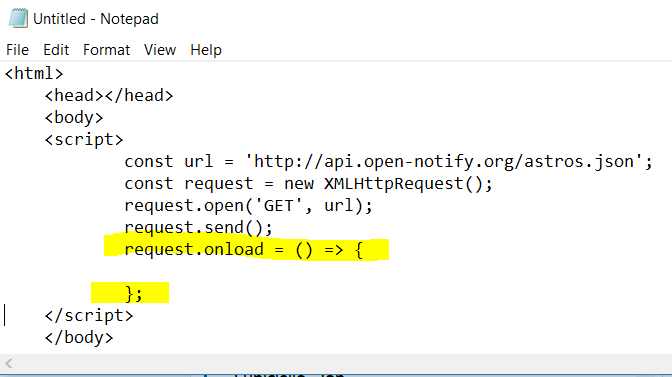 Untitled - Notepad
File Edit Format View Help
<html>
    <head></head>
    <body>
    <script>
            const url = 'http://api.open-notify.org/astros.json';
            const request = new XMLHttpRequest();
            request.open('GET', url);
            request.send();
            request.onload = () => {
            };
    </script>
    </body>